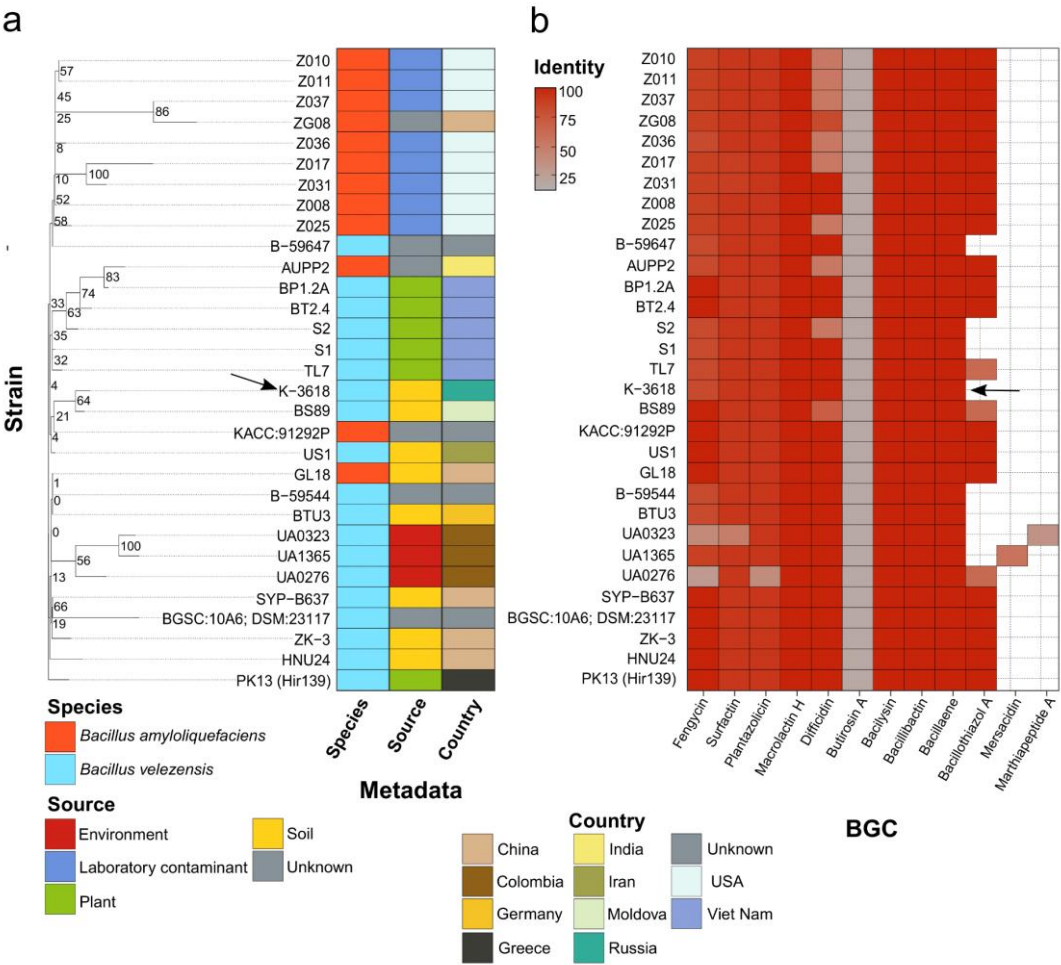 a
b
57
45
25
86
8
100
10
52
58
83
74
33
63
35
32
4
64
21
4
1
0
0
100
56
13
66
19
Strain
-
Z010
Z011
Z037
ZG08
Z036
Z017
Z031
Z008
Z025
B-59647
AUPP2
BP1.2A
BT2.4
S2
S1
TL7
K-3618
BS89
KACC:91292P
US1
GL18
B-59544
BTU3
UA0323
UA1365
UA0276
SYP-B637
BGSC:10A6; DSM:23117
ZK-3
HNU24
PK13 (Hir139)
Species
Source
Country
Metadata
Species
Bacillus amyloliquefaciens
Bacillus velezensis
Source
Environment
Laboratory contaminant
Plant
Soil
Unknown
Identity
100
75
50
25
Z010
Z011
Z037
ZG08
Z036
Z017
Z031
Z008
Z025
B-59647
AUPP2
BP1.2A
BT2.4
S2
S1
TL7
K-3618
BS89
KACC:91292P
US1
GL18
B-59544
BTU3
UA0323
UA1365
UA0276
SYP-B637
BGSC:10A6; DSM:23117
ZK-3
HNU24
PK13 (Hir139)
Fengycin
Surfactin
Plantazolicin
Macrolactin H
Difficidin
Butirosin A
Bacilysin
Bacillibactin
Bacillaene
Bacillothiazol A
Mersacidin
Marthiapeptide A
BGC
Country
China
Colombia
Germany
Greece
India
Iran
Moldova
Russia
Unknown
USA
Viet Nam